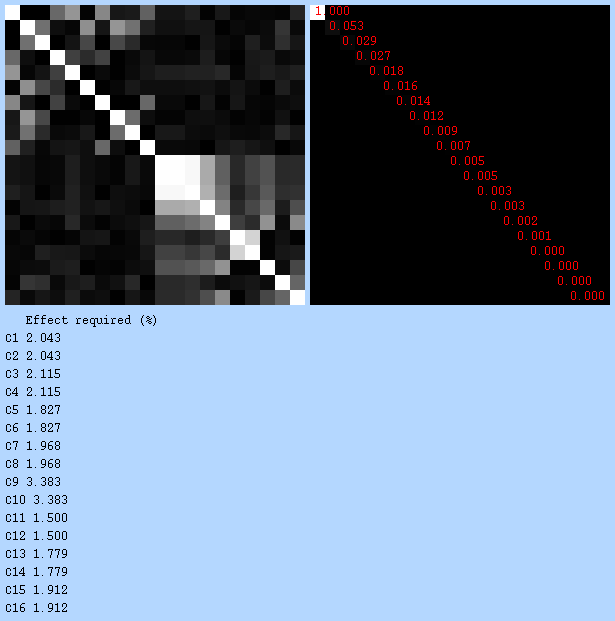 1.000
0.053
0.029
0.027
0.018
0.016
0.014
0.012
0.009
0.007
0.005
0.005
0.003
0.003
0.002
0.001
0.000
0.000
0.000
0.000
Effect required (%)
C1 2.043
C2 2.043
C3 2.115
C4 2.115
C5 1.827
C6 1.827
C7 1.968
C8 1.968
C9 3.383
C10 3.383
C11 1.500
C12 1.500
C13 1.779
C14 1.779
C15 1.912
C16 1.912